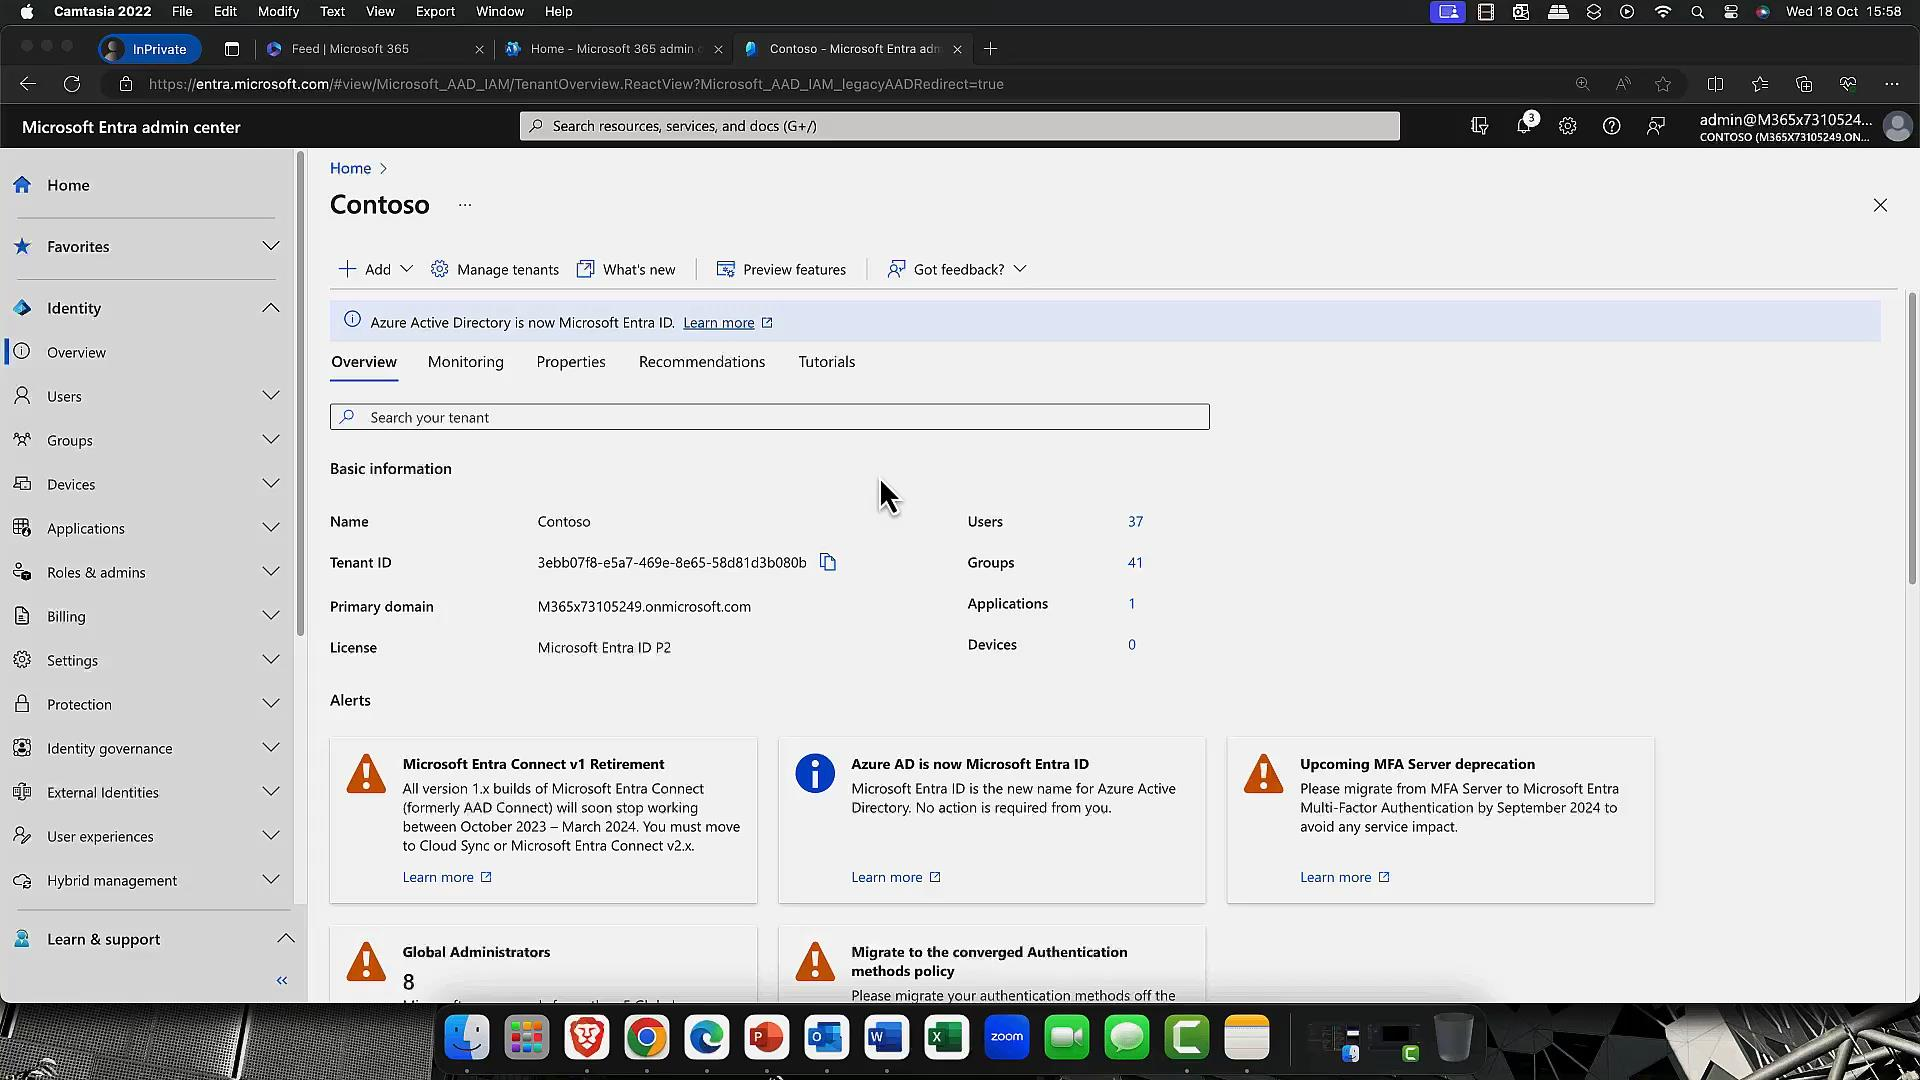 Camtasia 2022 File Edit Modify Text View Export Window Help Wed 18 Oct 15:58
InPrivate Feed | Microsoft 365 Home - Microsoft 365 admin c Contoso - Microsoft Entra adm
https://entra.microsoft.com/#view/Microsoft_AAD_IAM/TenantOverview.ReactView?Microsoft_AAD_IAM_legacyAADRedirect=true
Microsoft Entra admin center
Search resources, services, and docs (G+/)
3
admin@M365x7310524...
CONTOSO (M365X73105249.ON...
Home
Favorites
Identity
Overview
Users
Groups
Devices
Applications
Roles & admins
Billing
Settings
Protection
Identity governance
External Identities
User experiences
Hybrid management
Learn & support
Home >
Contoso ...
Add Manage tenants What's new Preview features Got feedback?
Azure Active Directory is now Microsoft Entra ID. Learn more
Overview Monitoring Properties Recommendations Tutorials
Search your tenant
Basic information
Name Contoso Users 37
Tenant ID 3ebb07f8-e5a7-469e-8e65-58d81d3b080b Groups 41
Primary domain M365x73105249.onmicrosoft.com Applications 1
License Microsoft Entra ID P2 Devices 0
Alerts
Microsoft Entra Connect v1 Retirement
All version 1.x builds of Microsoft Entra Connect
(formerly AAD Connect) will soon stop working
between October 2023 – March 2024. You must move
to Cloud Sync or Microsoft Entra Connect v2.x.
Learn more
Azure AD is now Microsoft Entra ID
Microsoft Entra ID is the new name for Azure Active
Directory. No action is required from you.
Learn more
Upcoming MFA Server deprecation
Please migrate from MFA Server to Microsoft Entra
Multi-Factor Authentication by September 2024 to
avoid any service impact.
Learn more
Global Administrators
8
Migrate to the converged Authentication
methods policy
Please migrate your authentication methods off the
zoom